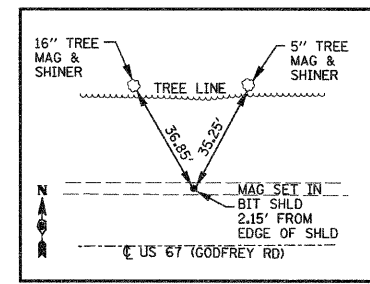 16" TREE
MAG &
SHINER
5" TREE
MAG &
SHINER
TREE LINE
36.85'
35.25'
N
MAG SET IN
BIT SHLD
2.15' FROM
EDGE OF SHLD
℄ US 67 (GODFREY RD)